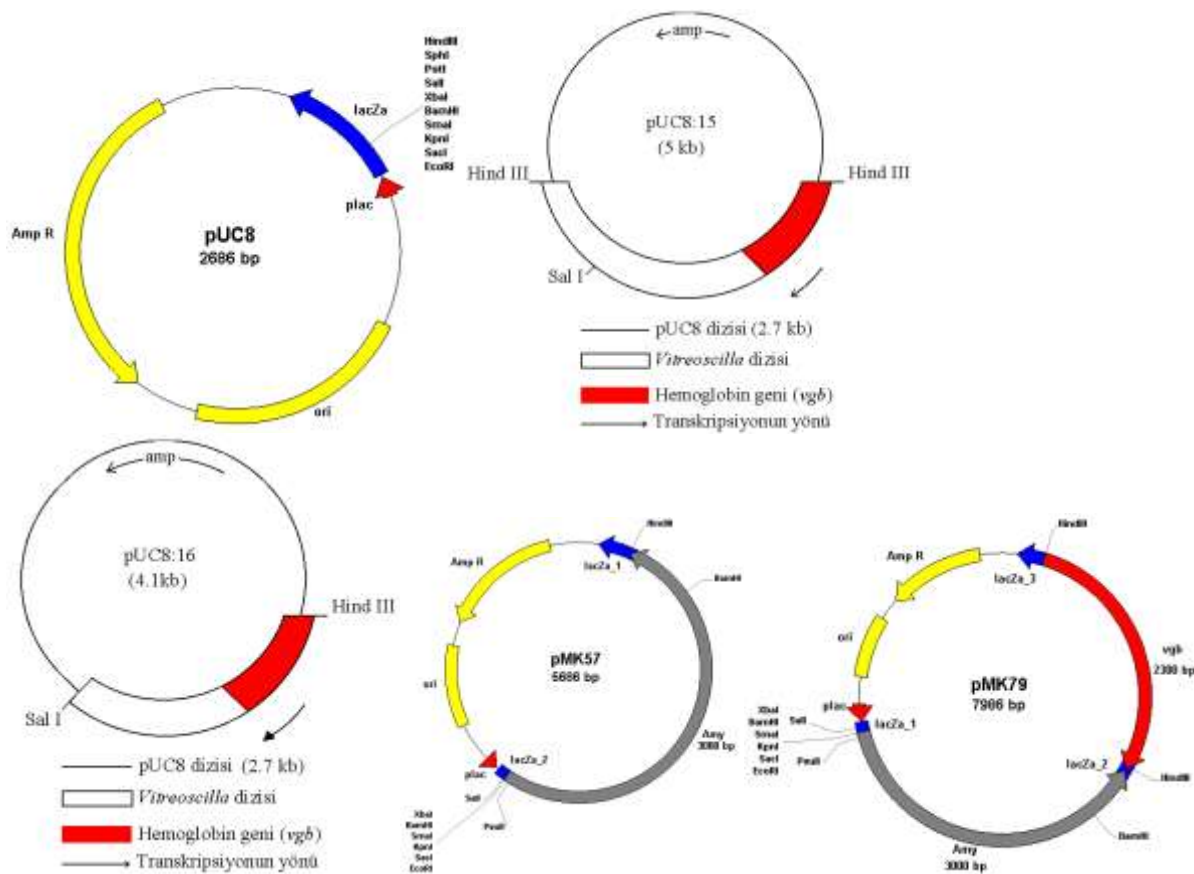 HindIII
SphI
PstI
SalI
XbaI
BamHI
SmaI
KpnI
SacI
EcoRI
lacZa
plac
Amp R
pUC8
2686 bp
ori
amp
pUC8:15
(5 kb)
Hind III
Hind III
Sal I
pUC8 dizisi (2.7 kb)
Vitreoscilla dizisi
Hemoglobin geni (vgb)
Transkripsiyonun yönü
amp
pUC8:16
(4.1kb)
Hind III
Sal I
pUC8 dizisi (2.7 kb)
Vitreoscilla dizisi
Hemoglobin geni (vgb)
Transkripsiyonun yönü
HindIII
lacZa_1
Amp R
BamHI
pMK57
5686 bp
ori
Amy
3000 bp
plac
lacZa_2
SalI
PvuII
XbaI
BamHI
SmaI
KpnI
SacI
EcoRI
HindIII
lacZa_3
Amp R
ori
vgb
2300 bp
pMK79
7986 bp
plac
lacZa_1
XbaI
BamHI
SmaI
KpnI
SacI
EcoRI
SalI
PvuII
lacZa_2
HindIII
BamHI
Amy
3000 bp